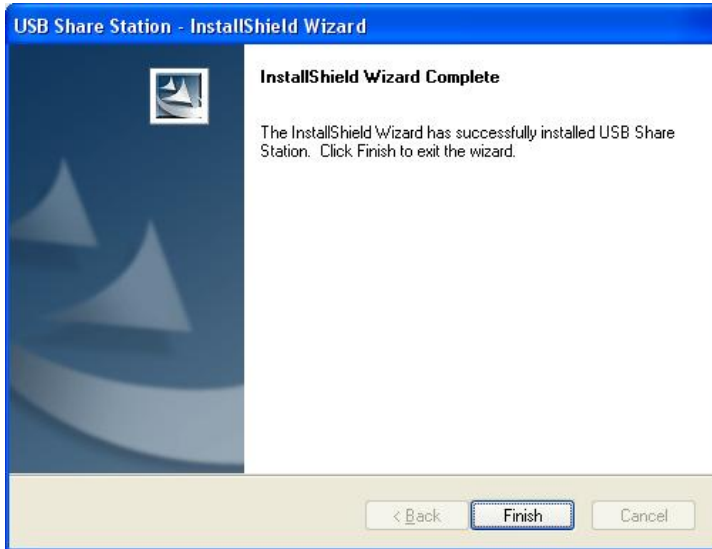 USB Share Station - InstallShield Wizard
InstallShield Wizard Complete
The InstallShield Wizard has successfully installed USB Share
Station. Click Finish to exit the wizard.
< Back
Finish
Cancel